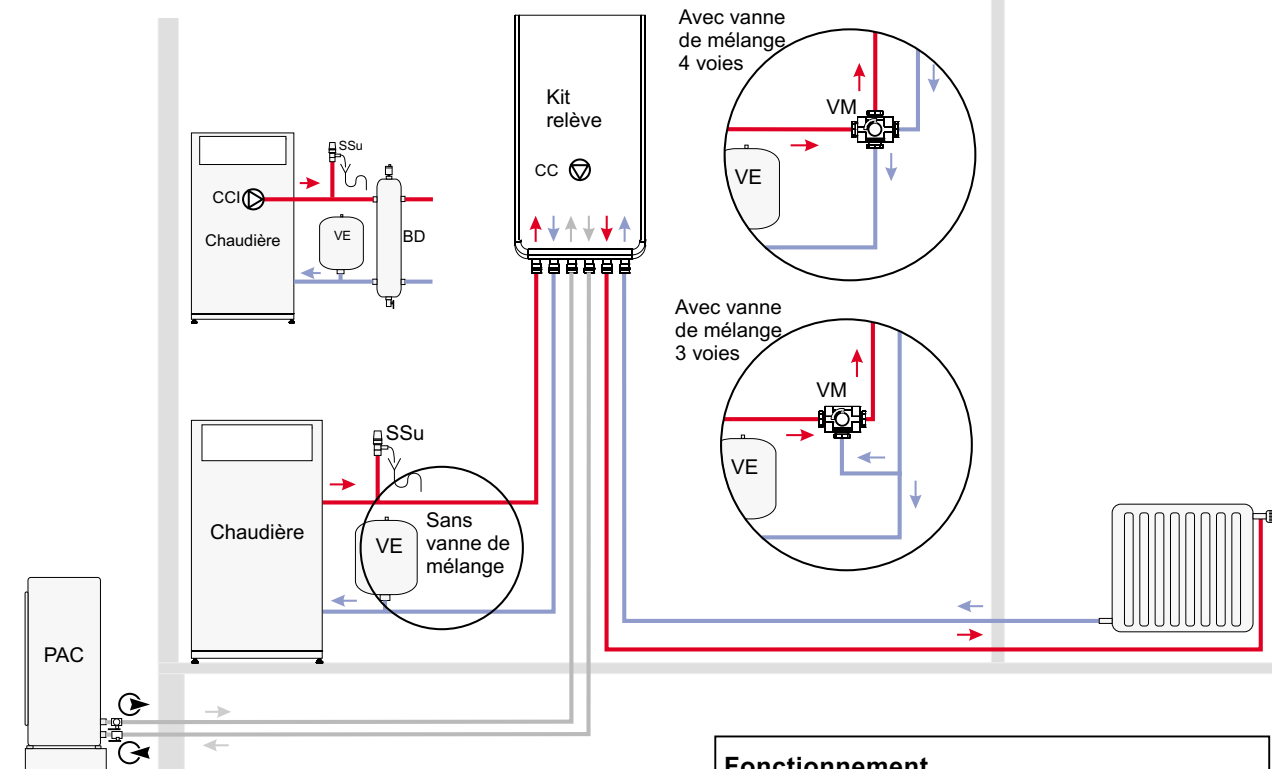 Avec vanne
de mélange
4 voies
Kit
relève
VM
SSu
CC
CCI
VE
VE
BD
Chaudière
Avec vanne
de mélange
3 voies
VM
SSu
VE
Sans
vanne de
mélange
Chaudière
VE
PAC
Fonctionnement